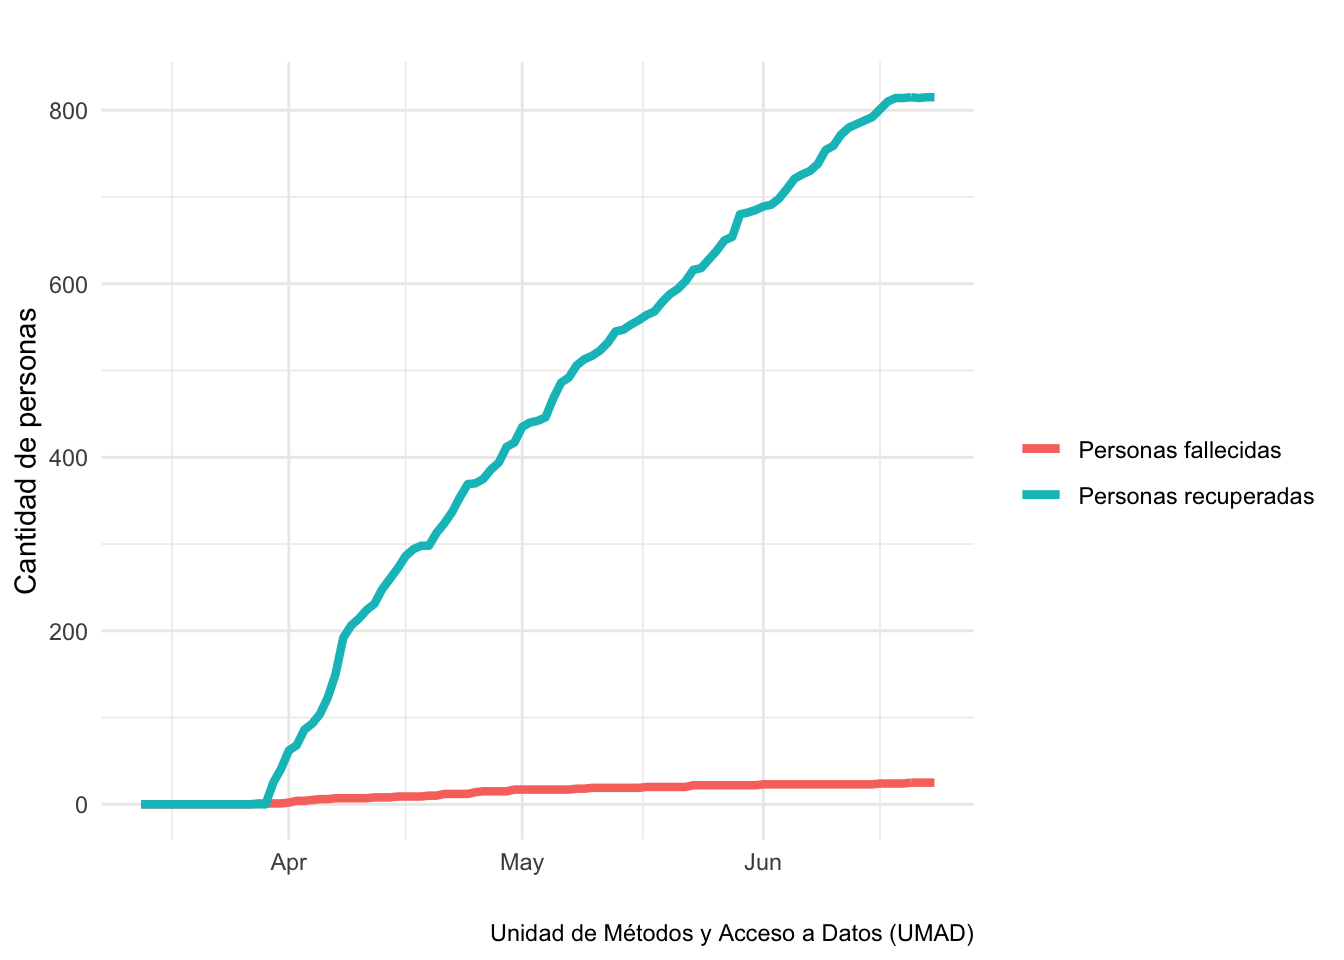 Cantidad de personas
800
600
400
200
0
Apr
May
Jun
Personas fallecidas
Personas recuperadas
Unidad de Métodos y Acceso a Datos (UMAD)